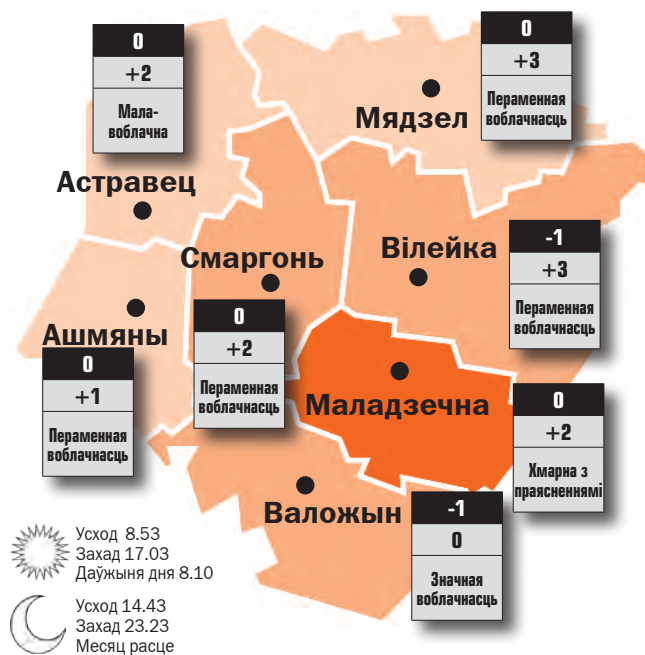 0
+2
Мала-
воблачна
Астравец
0
+3
Пераменная
воблачнасць
Мядзел
Смаргонь
0
+2
Пераменная
воблачнасць
Вілейка
-1
+3
Пераменная
воблачнасць
Ашмяны
0
+1
Пераменная
воблачнасць
Маладзечна
0
+2
Хмарна з
праясненнямі
Валожын
-1
0
Значная
воблачнасць
Усход 8.53
Захад 17.03
Даўжыня дня 8.10
Усход 14.43
Захад 23.23
Месяц расце